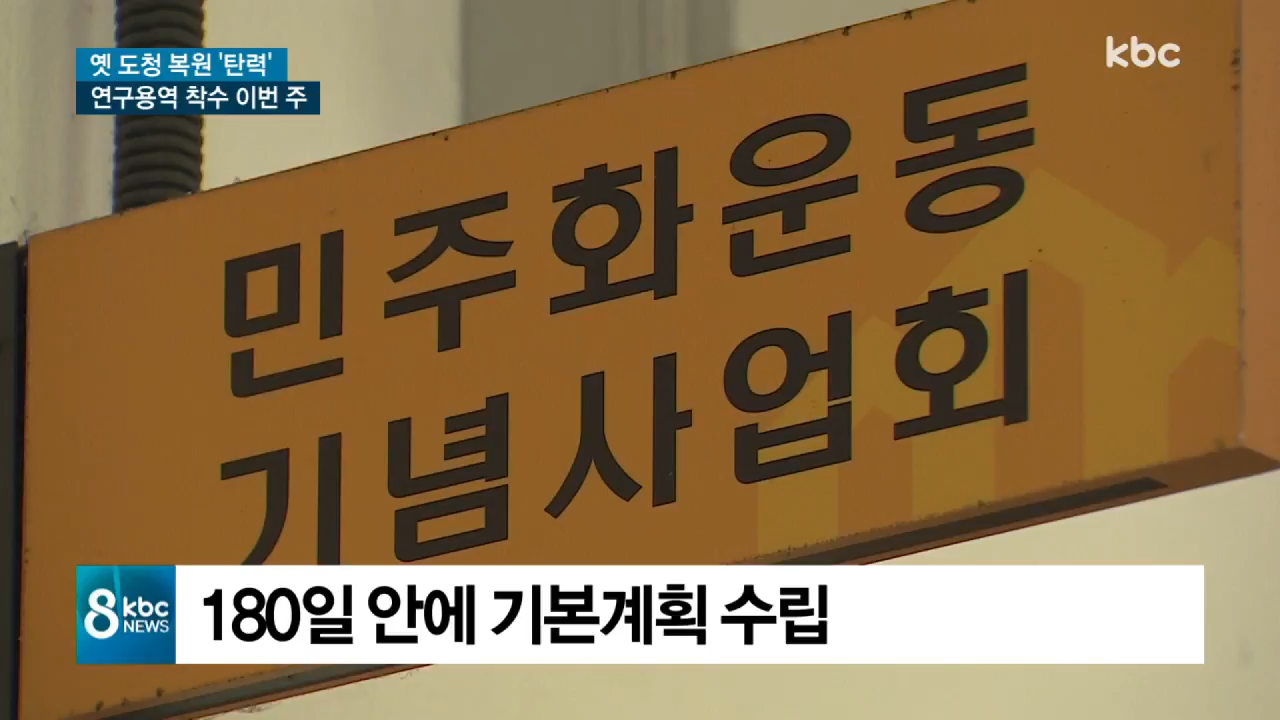 옛 도청 복원 '탄력'
연구용역 착수 이번 주
kbc
민주화운동
기념사업회
8 kbc NEWS
180일 안에 기본계획 수립